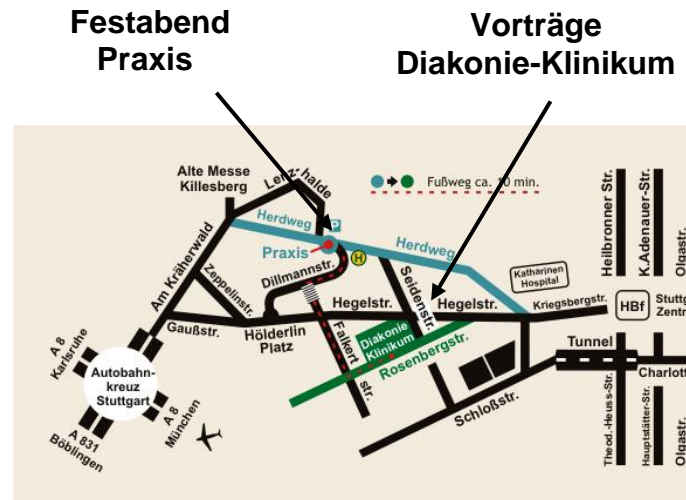 Festabend
Praxis
Vorträge
Diakonie-Klinikum
Alte Messe
Killesberg
Lenzhalde
Fußweg ca. 10 min.
P
Herdweg
Praxis
H
Herdweg
Am Kräherwald
Zeppelinstr.
Dillmannstr.
Seidenstr.
Katharinen
Hospital
Heilbronner Str.
K.Adenauer-Str.
Olgastr.
Hegelstr.
Hegelstr.
Kriegsbergstr.
HBf
Stuttg
Zentr
Gaußstr.
Hölderlin
Platz
Falkert
str.
Diakonie
Klinikum
Rosenbergstr.
Tunnel
Charlott
A 8
Karlsruhe
Autobahn-
kreuz
Stuttgart
A 8
München
A 831
Böblingen
Schloßstr.
Theod.-Heuss-Str.
Hauptstätter-Str.
Olgastr.